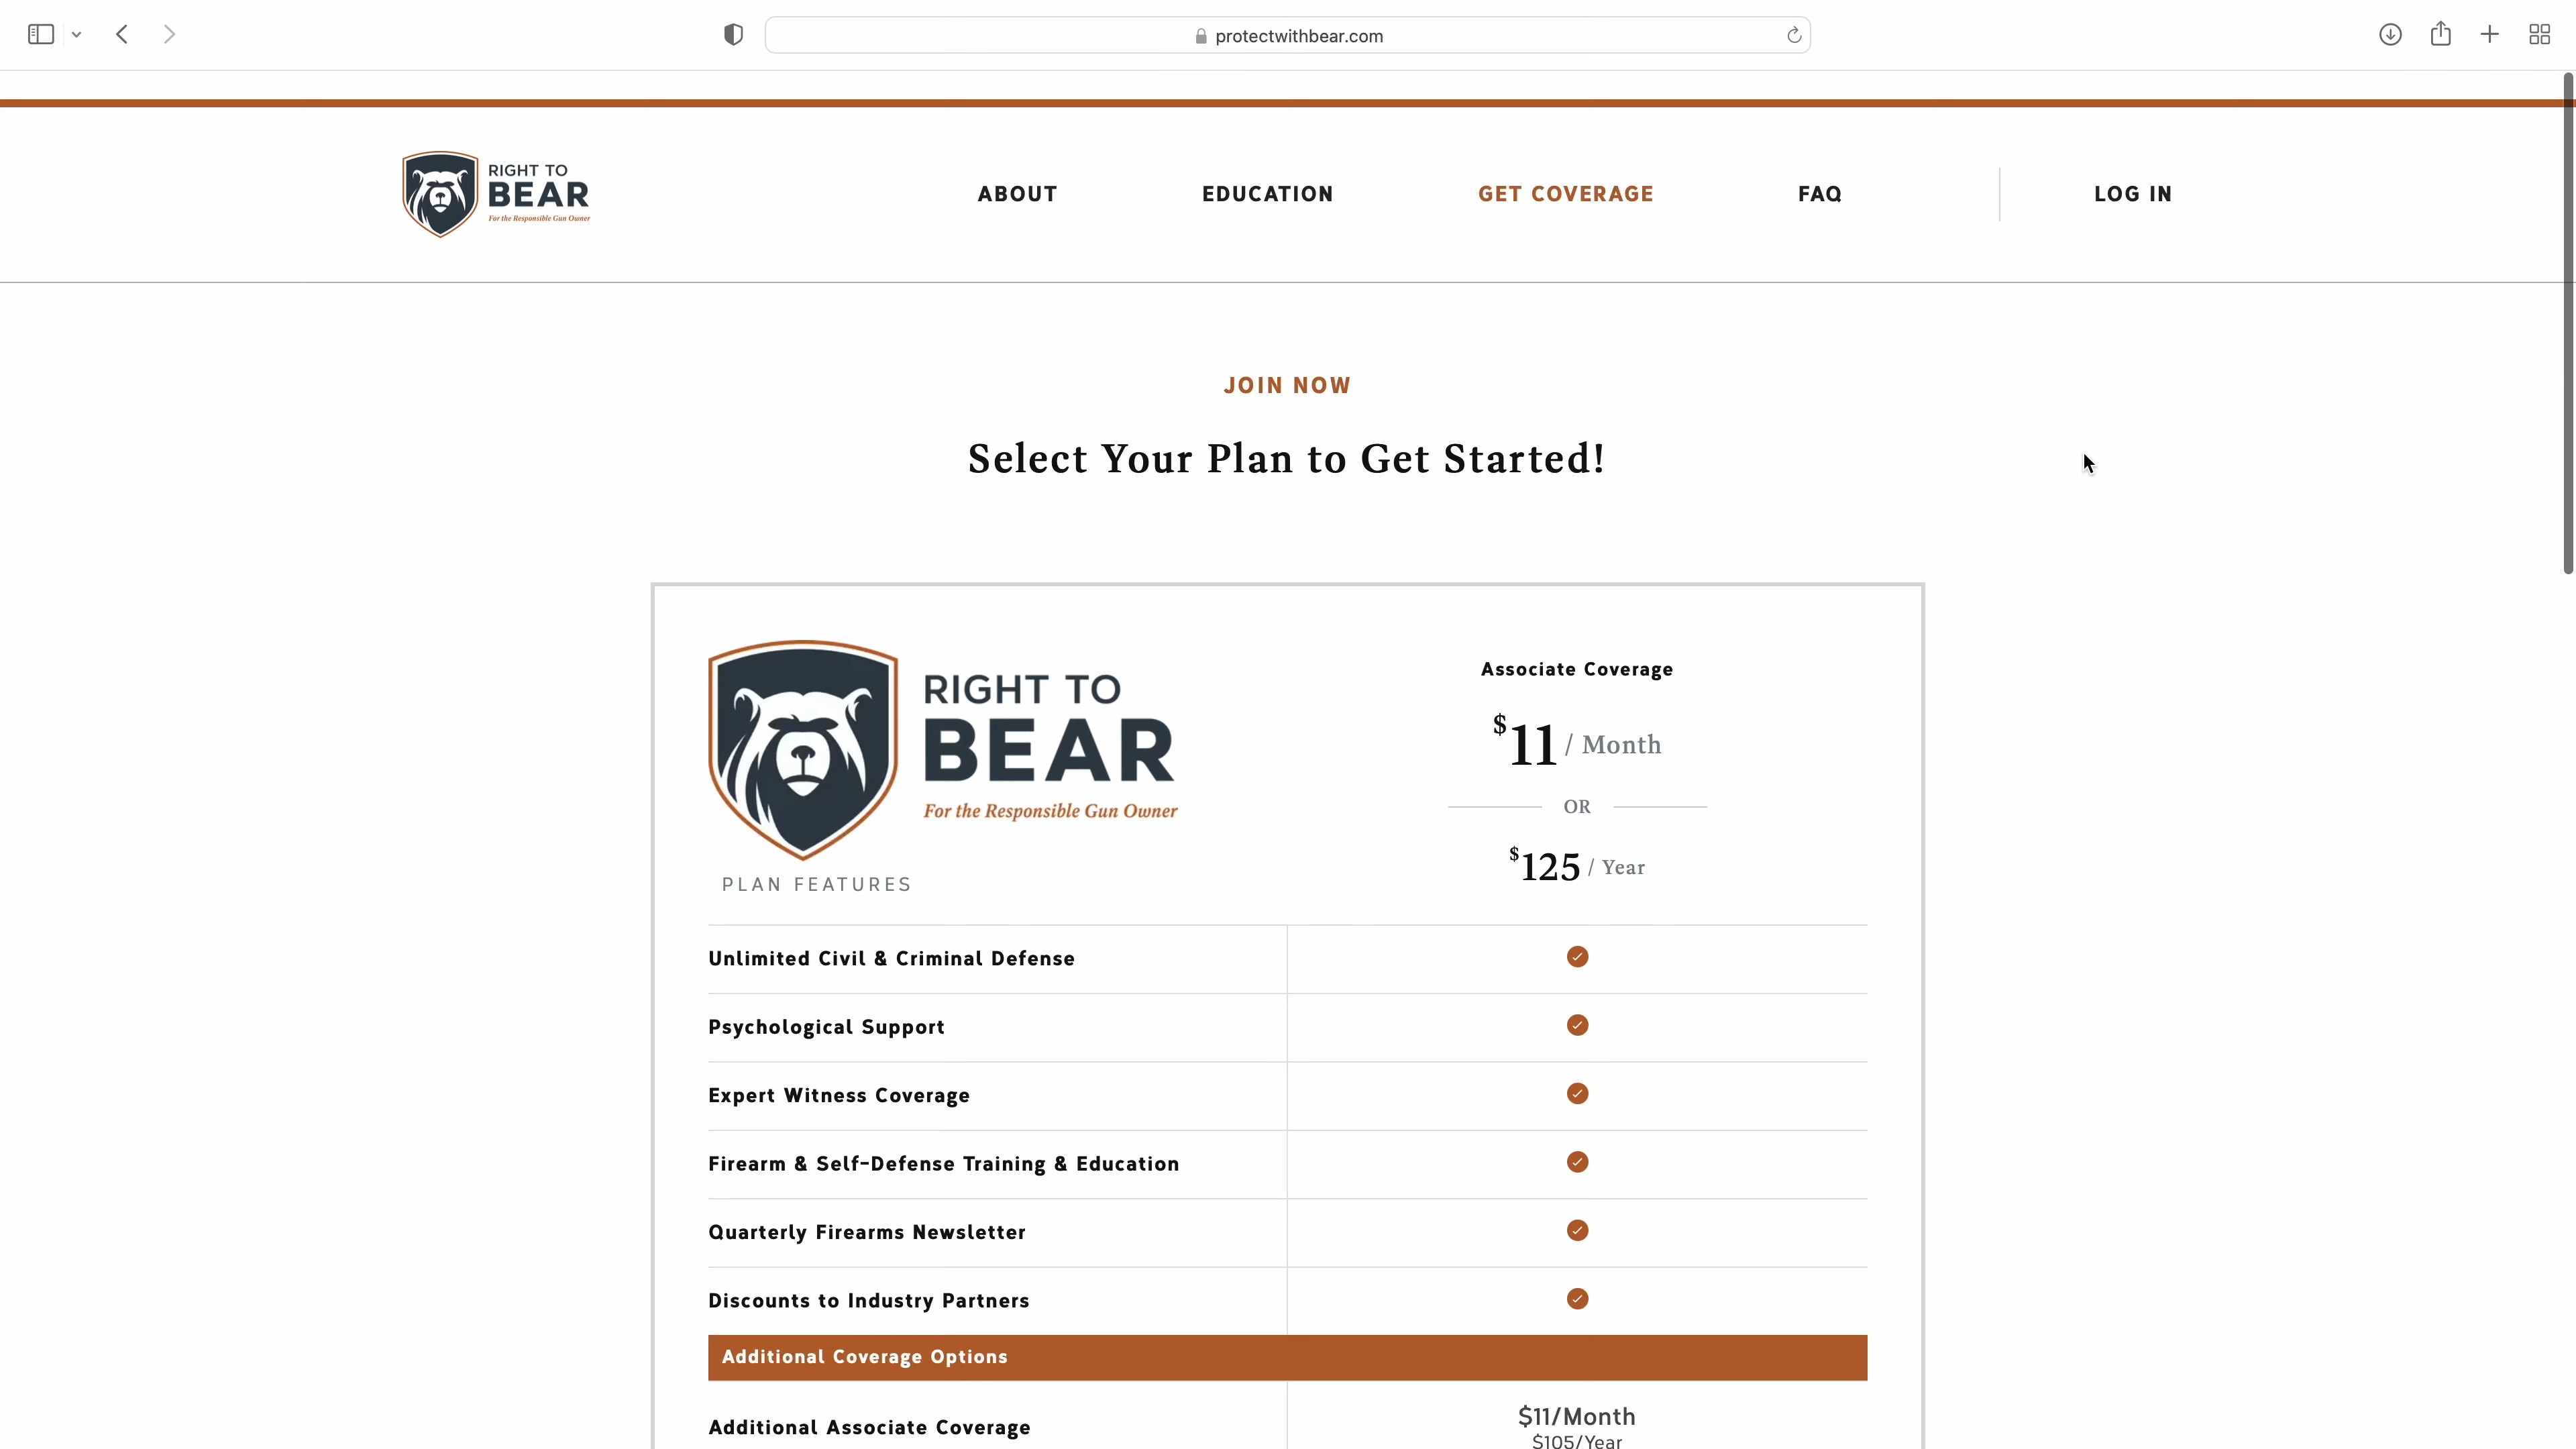 protectwithbear.com
RIGHT TO
BEAR
For the Responsible Gun Owner
ABOUT
EDUCATION
GET COVERAGE
FAQ
LOG IN
JOIN NOW
Select Your Plan to Get Started!
RIGHT TO
BEAR
For the Responsible Gun Owner
PLAN FEATURES
Associate Coverage
$11 / Month
OR
$125 / Year
Unlimited Civil & Criminal Defense
Psychological Support
Expert Witness Coverage
Firearm & Self-Defense Training & Education
Quarterly Firearms Newsletter
Discounts to Industry Partners
Additional Coverage Options
Additional Associate Coverage
$11/Month
$105/Year